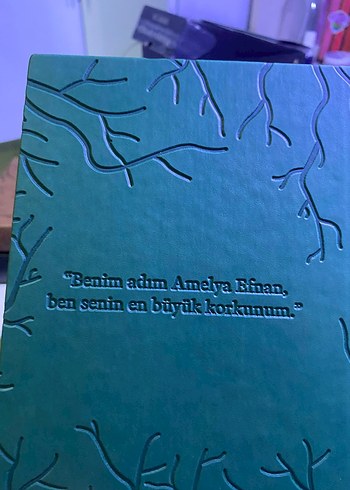 “Benim adım Amelya Efnan,
ben senin en büyük korkunum.”